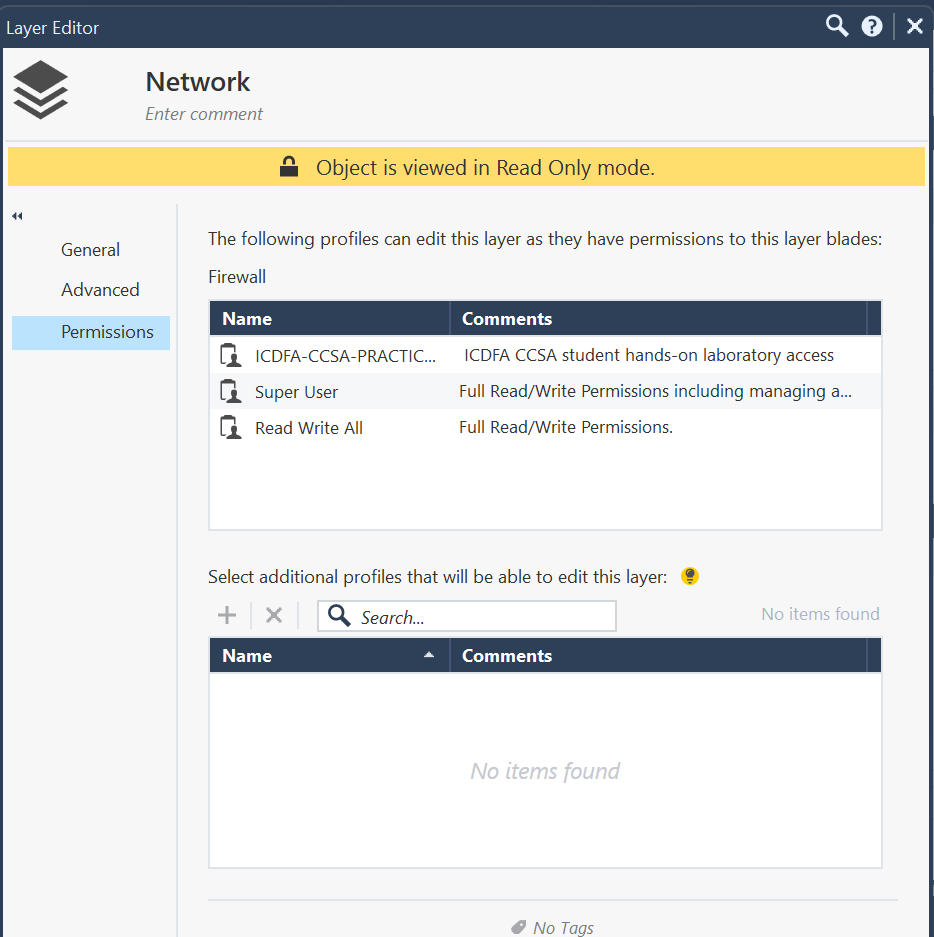 Layer Editor
Network
Enter comment
Object is viewed in Read Only mode.
General
Advanced
Permissions
The following profiles can edit this layer as they have permissions to this layer blades:
Firewall
Name Comments
ICDFA-CCSA-PRACTIC... ICDFA CCSA student hands-on laboratory access
Super User Full Read/Write Permissions including managing a...
Read Write All Full Read/Write Permissions.
Select additional profiles that will be able to edit this layer:
Search... No items found
Name Comments
No items found
No Tags